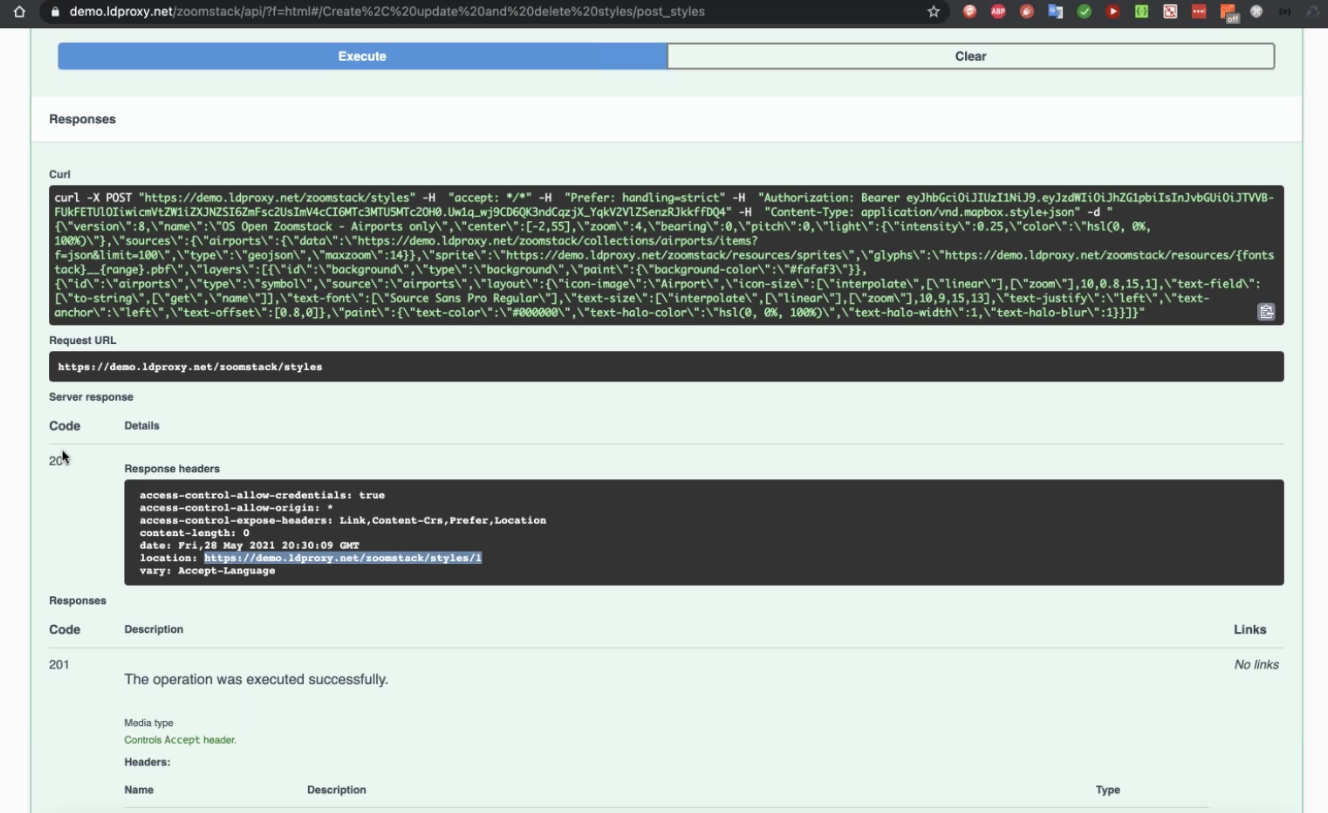 demo.ldproxy.net/zoomstack/api/?f=html#/Create%2C%20update%20and%20delete%20styles/post_styles
ABP
off
Execute
Clear
Responses
Curl
curl -X POST "https://demo.ldproxy.net/zoomstack/styles" -H  "accept: */*" -H  "Prefer: handling=strict" -H  "Authorization: Bearer
-H  "Content-Type: application/vnd.mapbox.style+json" -d "
{\"version\":8,\"name\":\"OS Open Zoomstack - Airports only\",\"center\":[-2,55],\"zoom\":4,\"bearing\":0,\"pitch\":0,\"light\":{\"intensity\":0.25,\"color\":\"hsl(0, 0%,
100%)\"},\"sources\":{\"airports\":{\"data\":\"https://demo.ldproxy.net/zoomstack/collections/airports/items?
f=json&limit=100\",\"type\":\"geojson\",\"maxzoom\":14}},\"sprite\":\"https://demo.ldproxy.net/zoomstack/resources/sprites\",\"glyphs\":\"https://demo.ldproxy.net/zoomstack/resources/{fonts
tack}__{range}.pbf\",\"layers\":[{\"id\":\"background\",\"type\":\"background\",\"paint\":{\"background-color\":\"#fafaf3\"}},
{\"id\":\"airports\",\"type\":\"symbol\",\"source\":\"airports\",\"layout\":{\"icon-image\":\"Airport\",\"icon-size\":[\"interpolate\",[\"linear\"],[\"zoom\"],10,0.8,15,1],\"text-field\":
[\"to-string\",[\"get\",\"name\"]],\"text-font\":[\"Source Sans Pro Regular\"],\"text-size\":[\"interpolate\",[\"linear\"],[\"zoom\"],10,9,15,13],\"text-justify\":\"left\",\"text-
anchor\":\"left\",\"text-offset\":[0.8,0]},\"paint\":{\"text-color\":\"#000000\",\"text-halo-color\":\"hsl(0, 0%, 100%)\",\"text-halo-width\":1,\"text-halo-blur\":1}}]}"
Request URL
https://demo.ldproxy.net/zoomstack/styles
Server response
Code Details
Response headers
access-control-allow-credentials: true
access-control-allow-origin: *
access-control-expose-headers: Link,Content-Crs,Prefer,Location
content-length: 0
date: Fri,28 May 2021 20:30:09 GMT
location: https://demo.ldproxy.net/zoomstack/styles/1
vary: Accept-Language
Responses
Code Description Links
201 No links
The operation was executed successfully.
Media type
Controls Accept header.
Headers:
Name Description Type